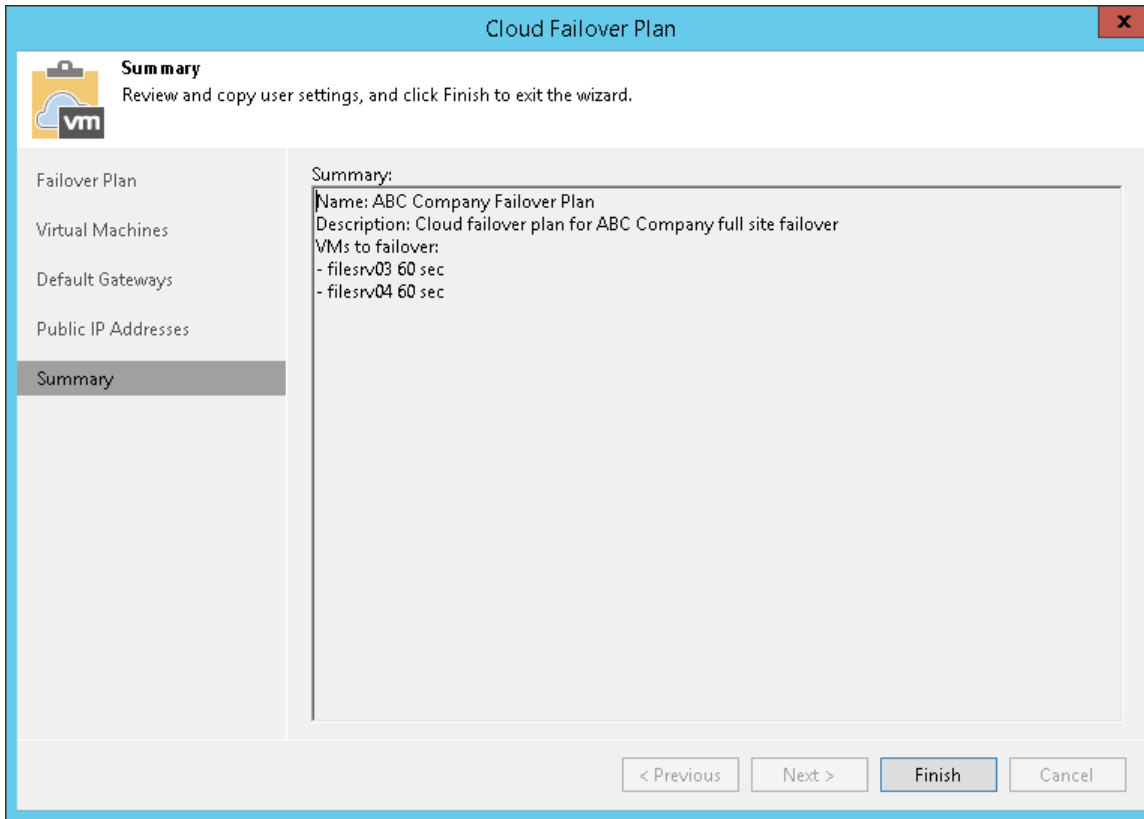 Cloud Failover Plan
x
Summary
Review and copy user settings, and click Finish to exit the wizard.
vm
Failover Plan
Virtual Machines
Default Gateways
Public IP Addresses
Summary
Summary:
Name: ABC Company Failover Plan
Description: Cloud failover plan for ABC Company full site failover
VMs to failover:
- filesrv03 60 sec
- filesrv04 60 sec
< Previous
Next >
Finish
Cancel